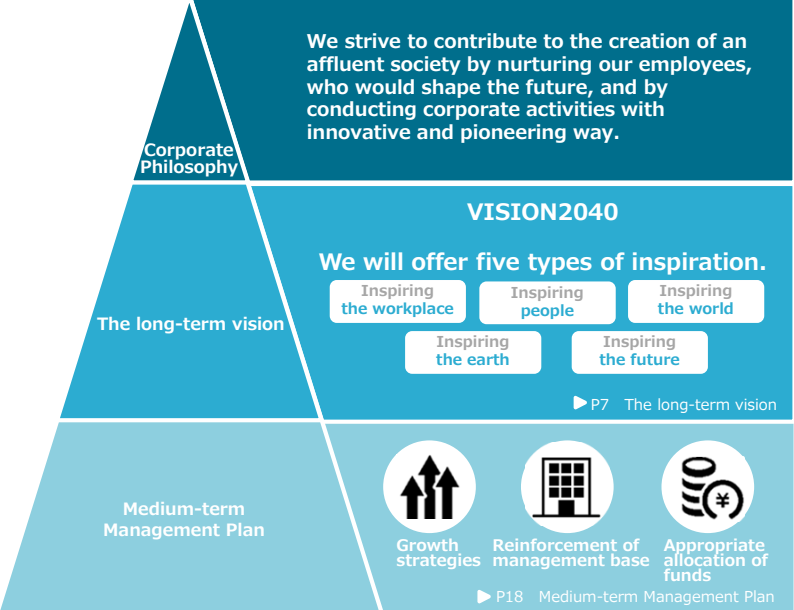 We strive to contribute to the creation of an
affluent society by nurturing our employees,
who would shape the future, and by
conducting corporate activities with
innovative and pioneering way.
Corporate
Philosophy
VISION2040
We will offer five types of inspiration.
Inspiring
the workplace
Inspiring
people
Inspiring
the world
Inspiring
the earth
Inspiring
the future
The long-term vision
P7 The long-term vision
Medium-term
Management Plan
Growth
strategies
Reinforcement of
management base
Appropriate
allocation of
funds
¥
P18 Medium-term Management Plan